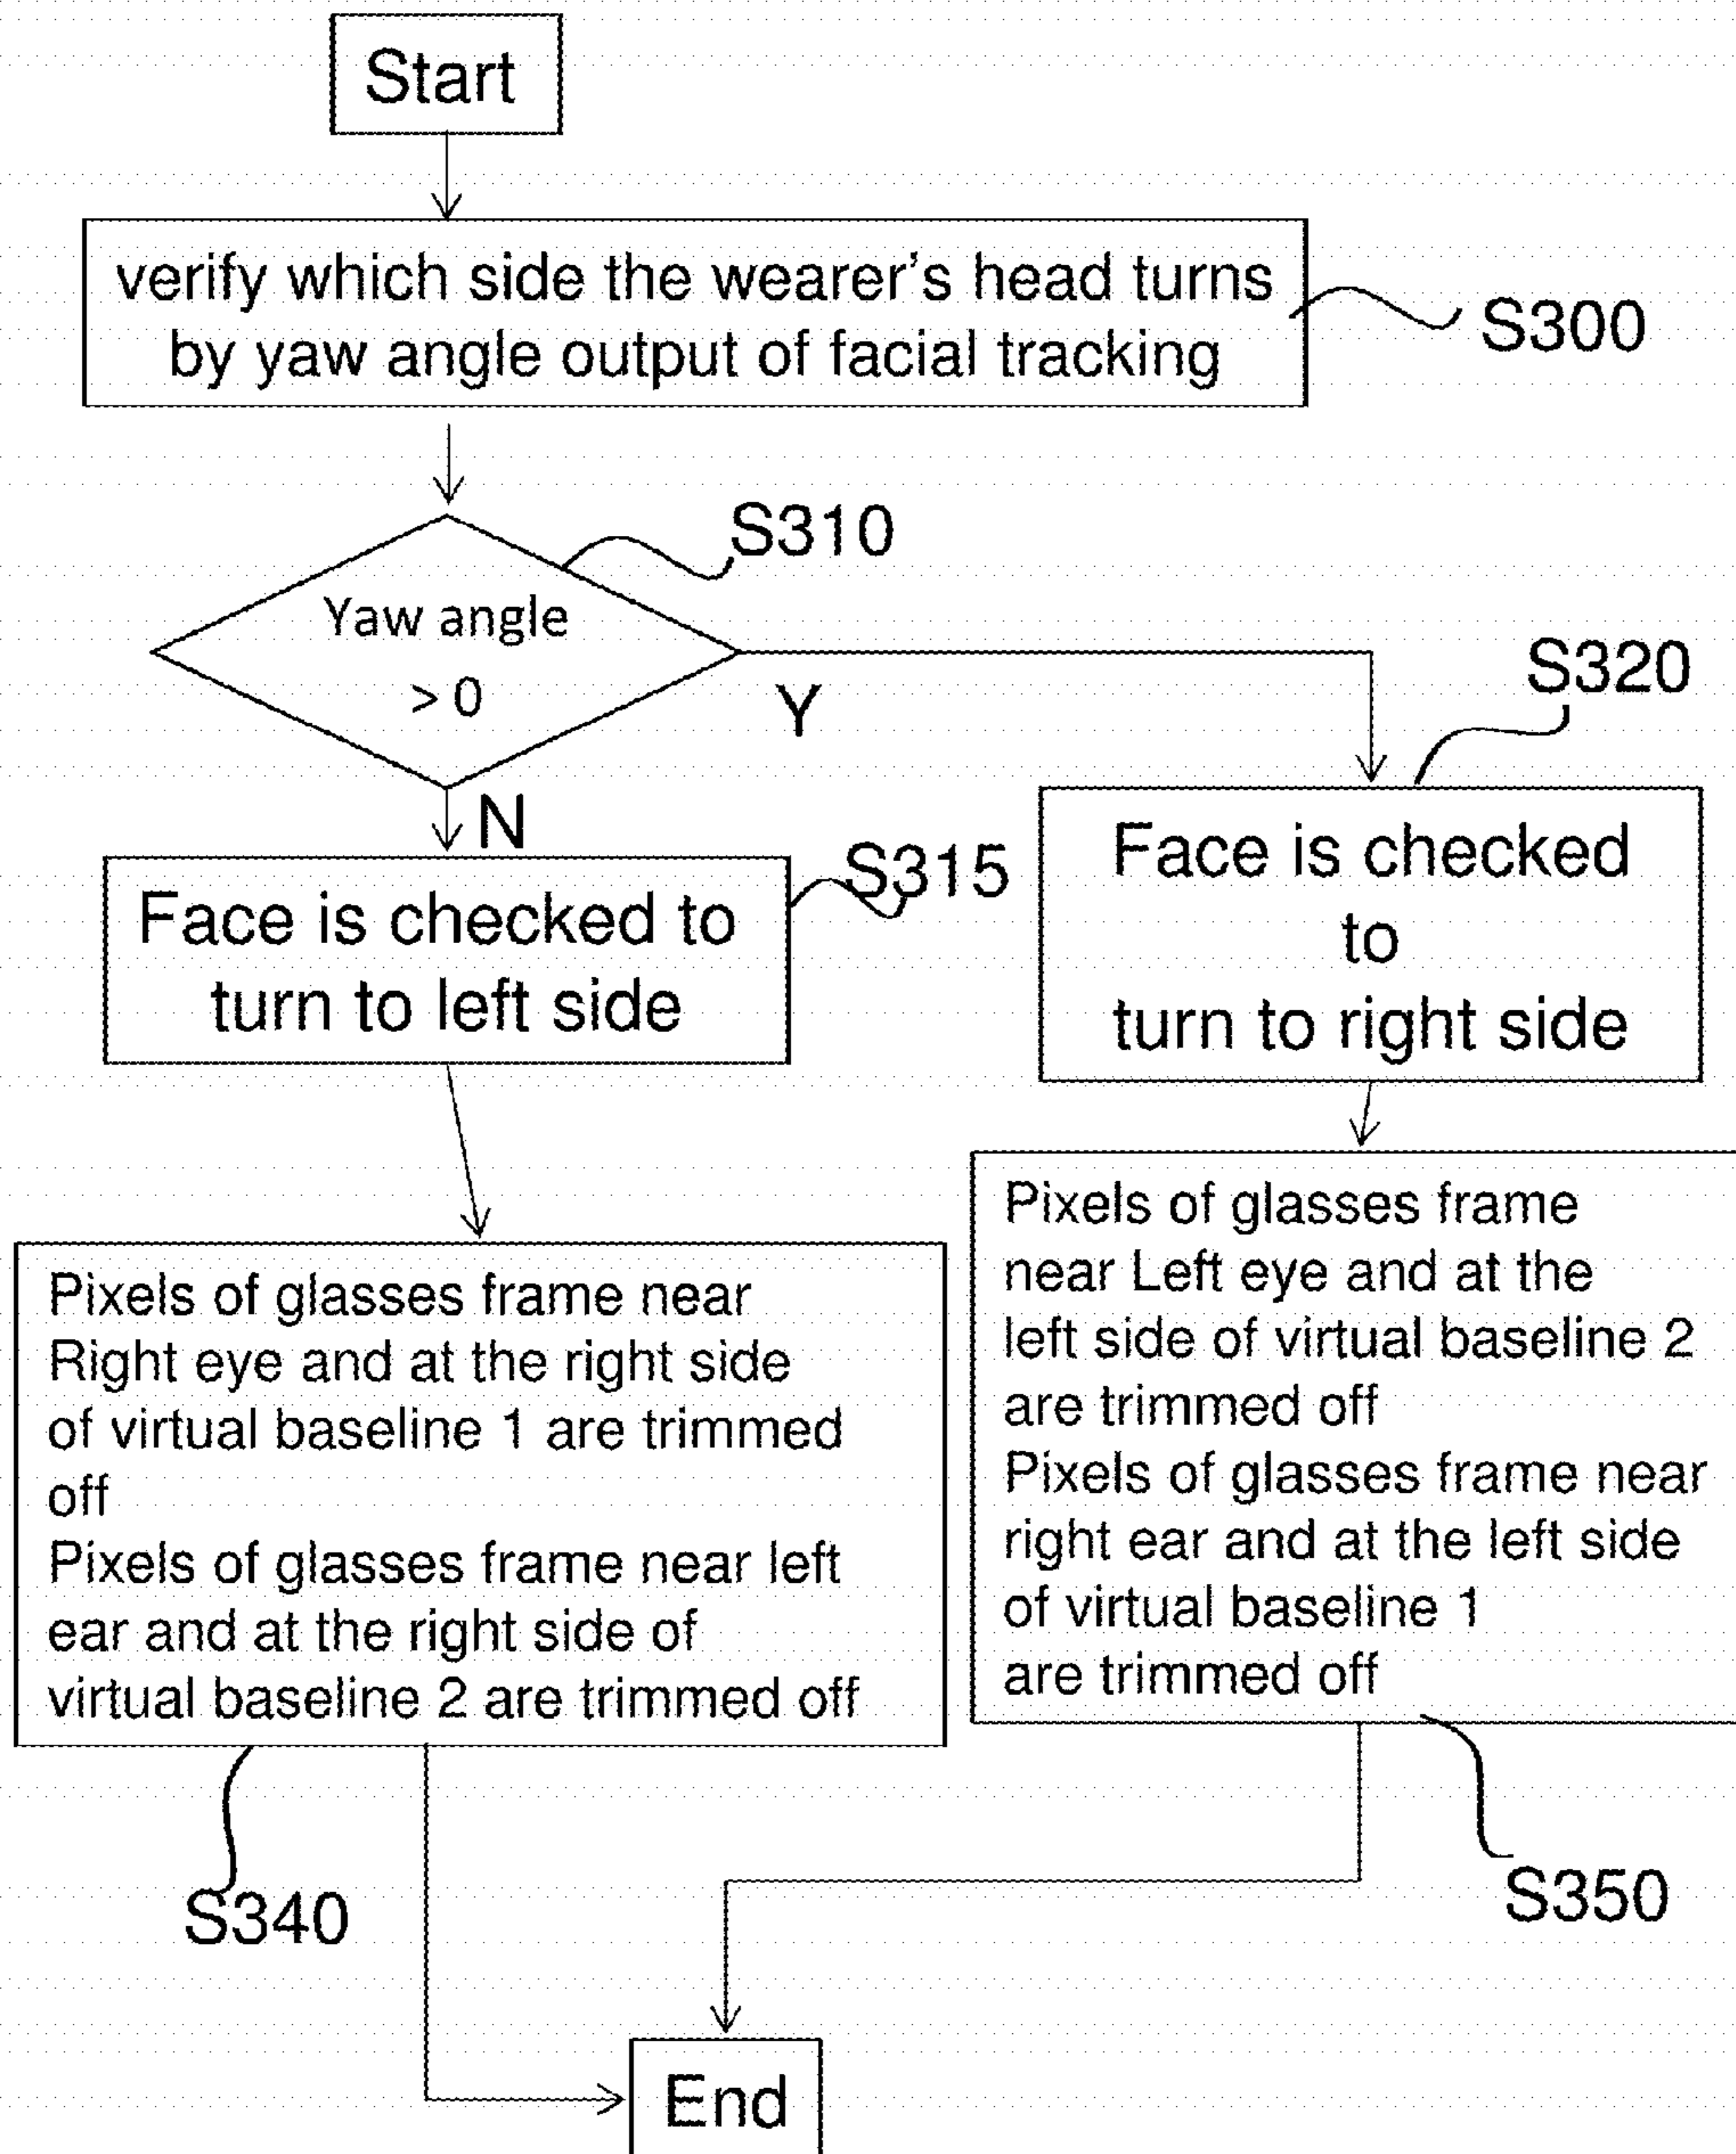 Start
verify which side the wearer's head turns
by yaw angle output of facial tracking
S300
S310
Yaw angle
> 0
Y
S320
N
S315
Face is checked to
turn to left side
Face is checked
to
turn to right side
Pixels of glasses frame near
Right eye and at the right side
of virtual baseline 1 are trimmed
off
Pixels of glasses frame near left
ear and at the right side of
virtual baseline 2 are trimmed off
Pixels of glasses frame
near Left eye and at the
left side of virtual baseline 2
are trimmed off
Pixels of glasses frame near
right ear and at the left side
of virtual baseline 1
are trimmed off
S340
S350
End